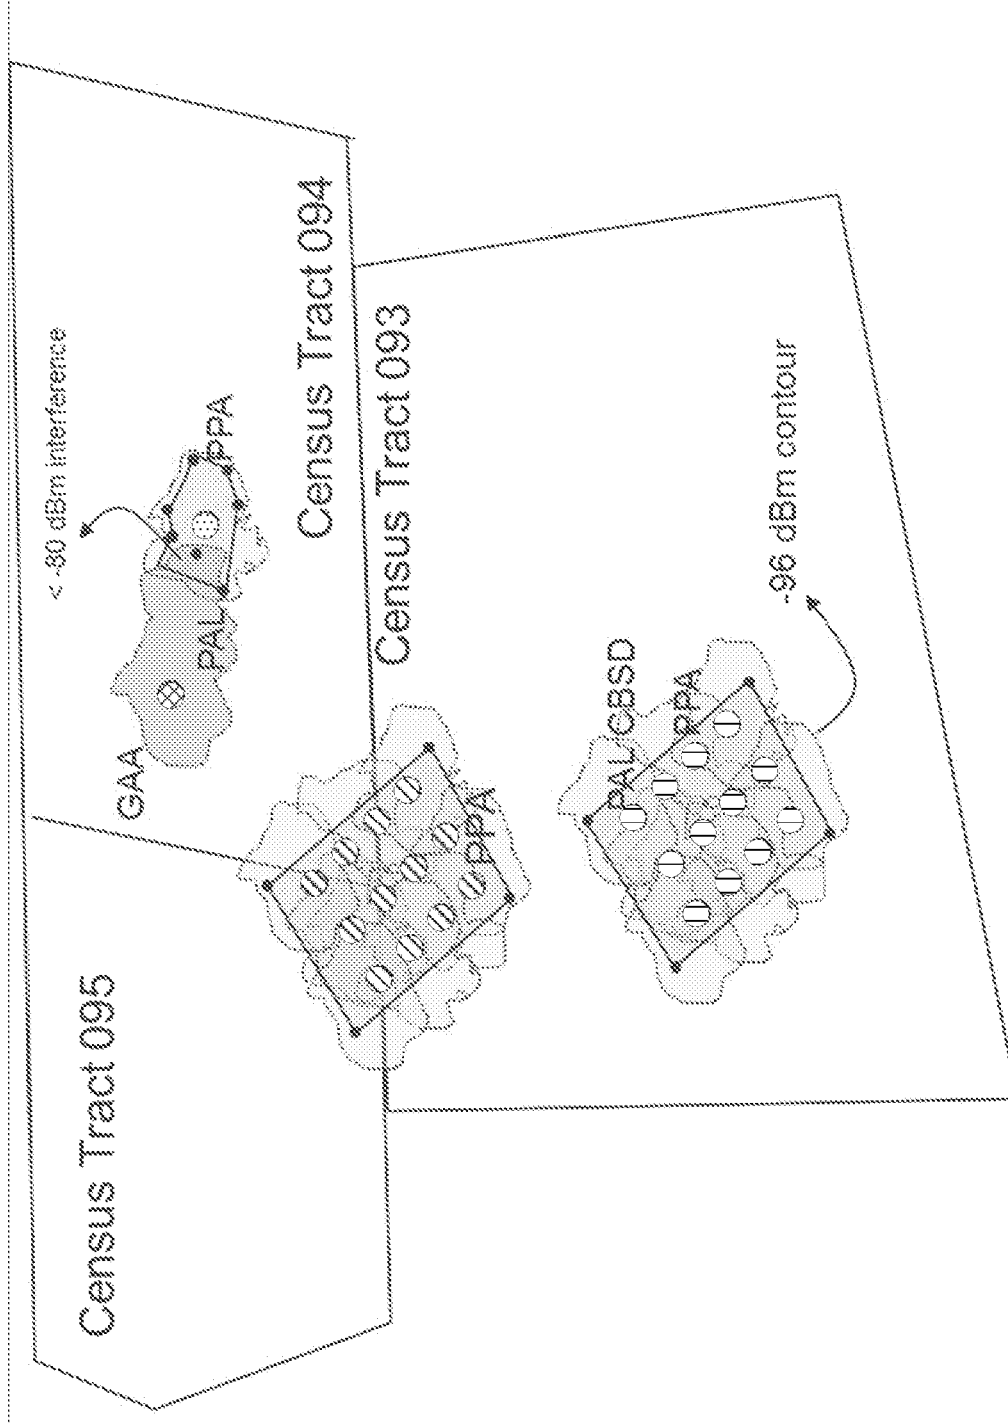 Census Tract 095
GAA
PAL
PPA
< -80 dBm interference
Census Tract 094
Census Tract 093
PPA
PAL CBSD
PPA
-96 dBm contour